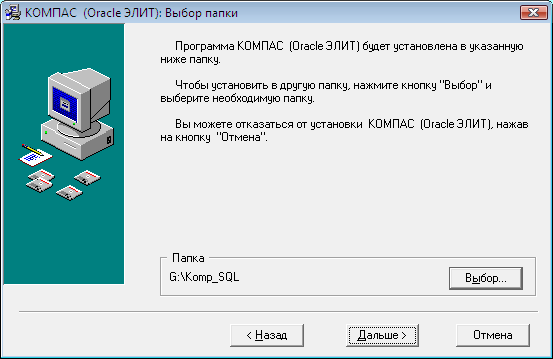 КОМПАС (Oracle ЭЛИТ): Выбор папки
Программа КОМПАС (Oracle ЭЛИТ) будет установлена в указанную
ниже папку.
Чтобы установить в другую папку, нажмите кнопку "Выбор" и
выберите необходимую папку.
Вы можете отказаться от установки КОМПАС (Oracle ЭЛИТ), нажав
на кнопку "Отмена".
Папка
G:\Komp_SQL
Выбор...
< Назад
Дальше >
Отмена